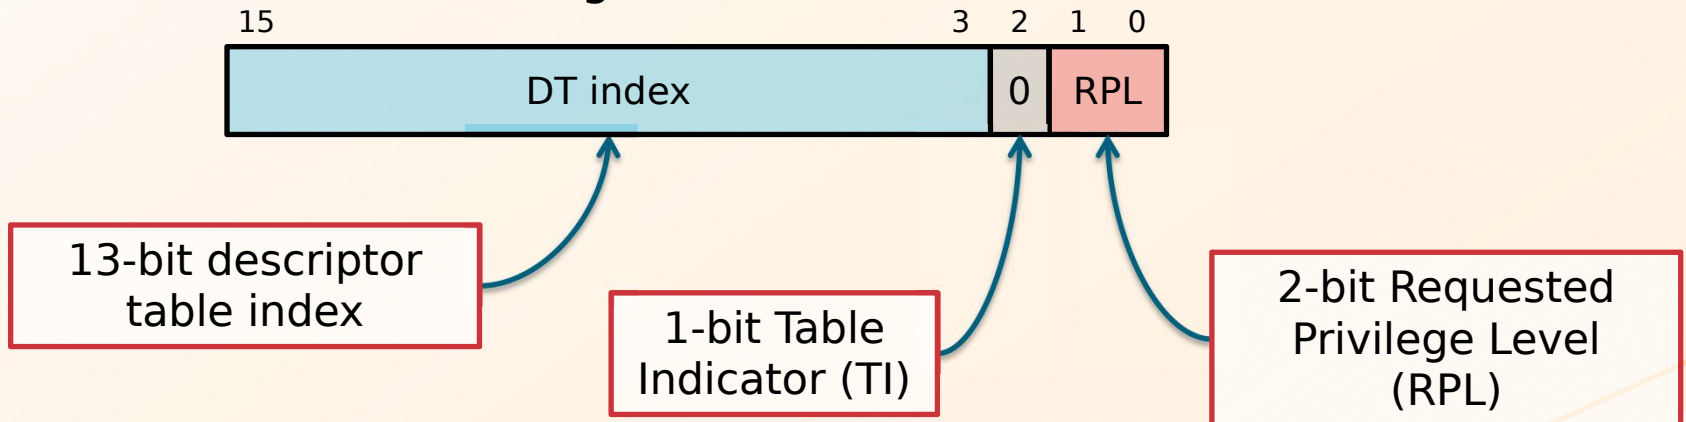 15 3 2 1 0
DT index 0 RPL
13-bit descriptor
table index
1-bit Table
Indicator (TI)
2-bit Requested
Privilege Level
(RPL)